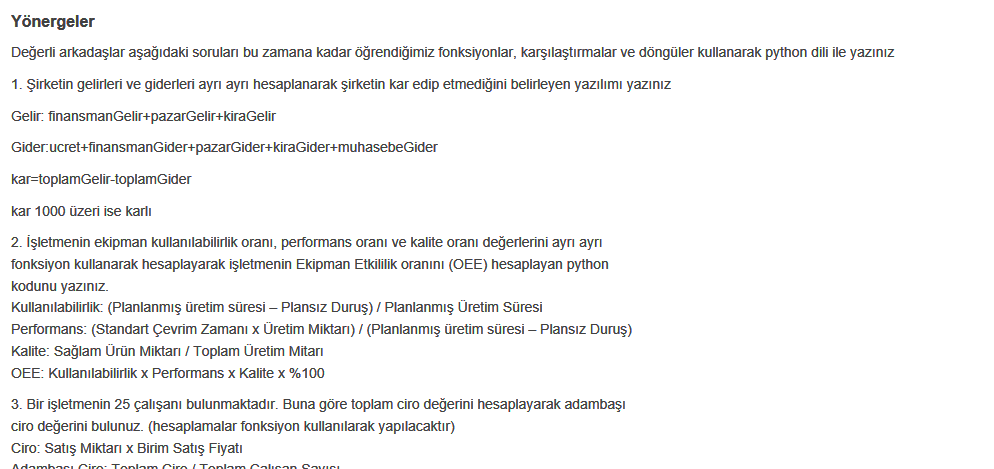 Yönergeler
Değerli arkadaşlar aşağıdaki soruları bu zamana kadar öğrendiğimiz fonksiyonlar, karşılaştırmalar ve döngüler kullanarak python dili ile yazınız
1. Şirketin gelirleri ve giderleri ayrı ayrı hesaplanarak şirketin kar edip etmediğini belirleyen yazılımı yazınız
Gelir: finansmanGelir+pazarGelir+kiraGelir
Gider:ucret+finansmanGider+pazarGider+kiraGider+muhasebeGider
kar=toplamGelir-toplamGider
kar 1000 üzeri ise karlı
2. İşletmenin ekipman kullanılabilirlik oranı, performans oranı ve kalite oranı değerlerini ayrı ayrı
fonksiyon kullanarak hesaplayarak işletmenin Ekipman Etkililik oranını (OEE) hesaplayan python
kodunu yazınız.
Kullanılabilirlik: (Planlanmış üretim süresi – Plansız Duruş) / Planlanmış Üretim Süresi
Performans: (Standart Çevrim Zamanı x Üretim Miktarı) / (Planlanmış üretim süresi – Plansız Duruş)
Kalite: Sağlam Ürün Miktarı / Toplam Üretim Mitarı
OEE: Kullanılabilirlik x Performans x Kalite x %100
3. Bir işletmenin 25 çalışanı bulunmaktadır. Buna göre toplam ciro değerini hesaplayarak adambaşı
ciro değerini bulunuz. (hesaplamalar fonksiyon kullanılarak yapılacaktır)
Ciro: Satış Miktarı x Birim Satış Fiyatı
Adambaşı Ciro: Toplam Ciro / Toplam Çalışan Sayısı